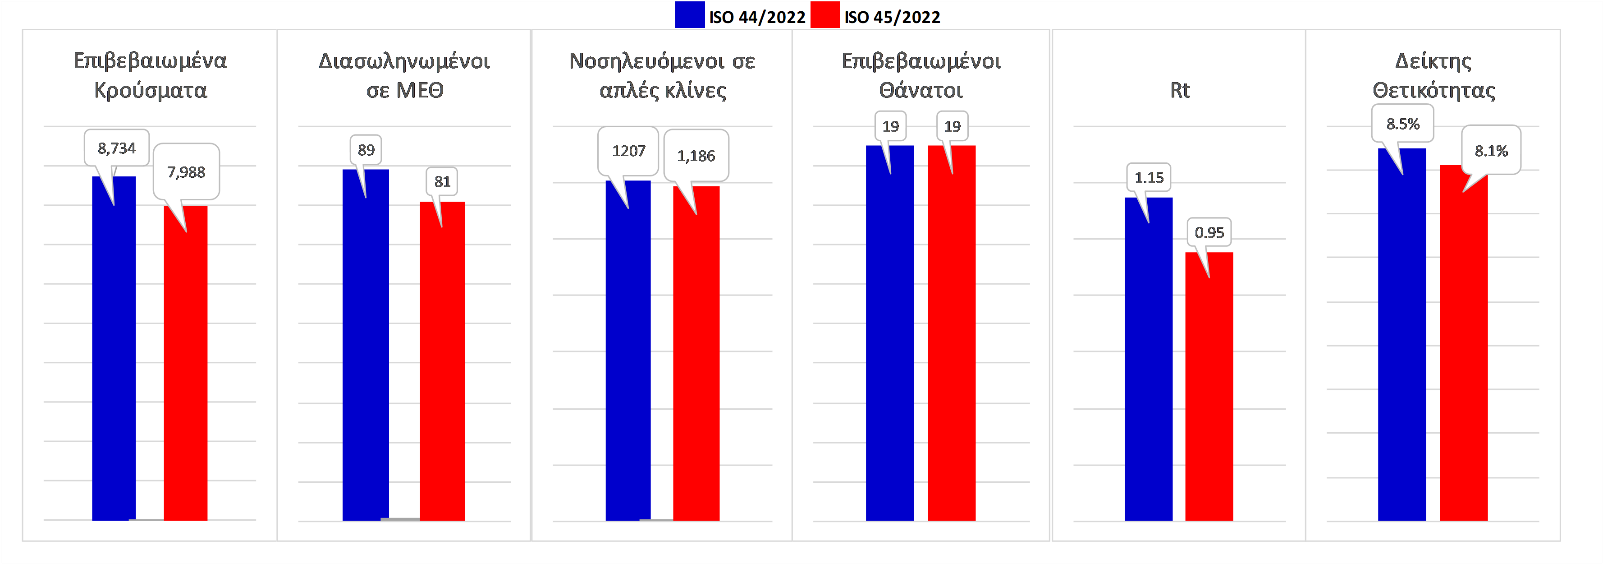 ISO 44/2022 ISO 45/2022
Επιβεβαιωμένα
Κρούσματα
8,734
7,988
Διασωληνωμένοι
σε ΜΕΘ
89
81
Νοσηλευόμενοι σε
απλές κλίνες
1207
1,186
Επιβεβαιωμένοι
Θάνατοι
19
19
Rt
1.15
0.95
Δείκτης
Θετικότητας
8.5%
8.1%